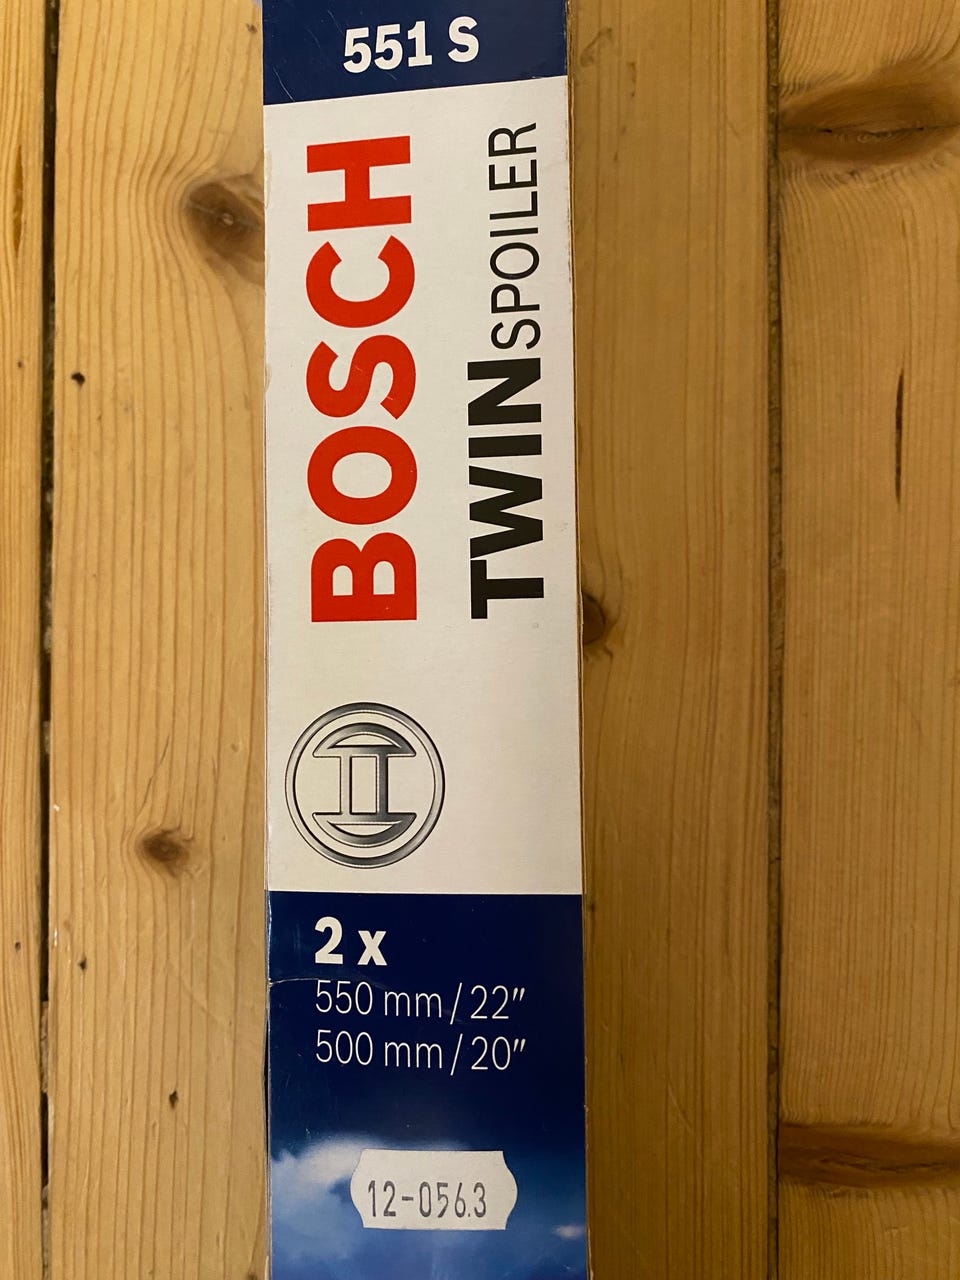 551 S
BOSCH
TWINSPOILER
2 x
550 mm / 22"
500 mm / 20"
12-056.3